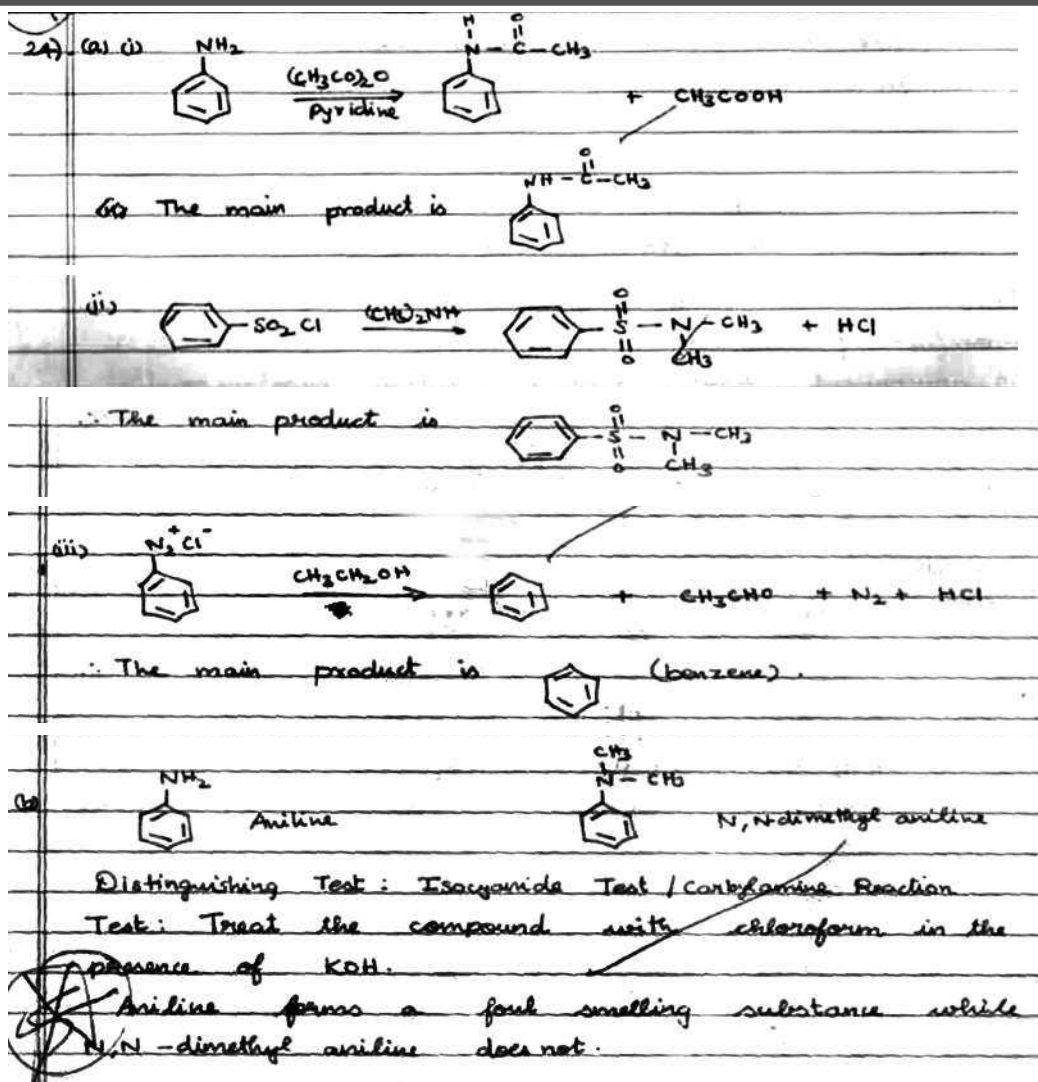 24) (a) (i) NH2 (CH3CO)2O Pyridine H N - C - CH3 O + CH3COOH
The main product is NH - C - CH3 O
(ii) SO2 Cl (CH3)2NH O S O - N - CH3 CH3 + HCl
∴ The main product is O S O - N - CH3 CH3
(iii) N2+ Cl- CH3CH2OH + CH3CHO + N2 + HCl
∴ The main product is (benzene).
NH2 CH3 N - CH3
(b) Aniline N, N-dimethyl aniline
Distinguishing Test : Isocyanide Test / Carbylamine Reaction
Test : Treat the compound with chloroform in the
presence of KOH.
Aniline forms a foul smelling substance while
N,N - dimethyl aniline does not.